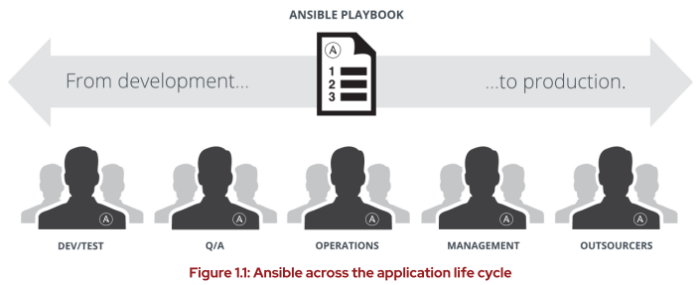 ANSIBLE PLAYBOOK
From development...
A
1
2
3
...to production.
A
A
A
A
A
DEV/TEST
Q/A
OPERATIONS
MANAGEMENT
OUTSOURCERS
Figure 1.1: Ansible across the application life cycle